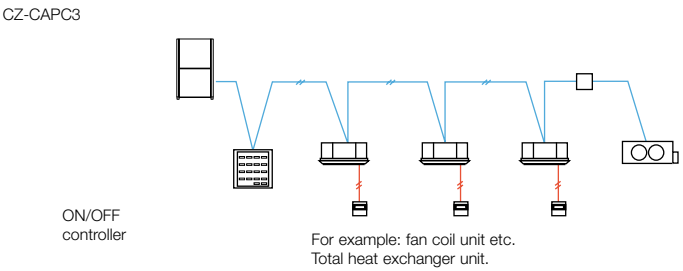 CZ-CAPC3
ON/OFF
controller
For example: fan coil unit etc.
Total heat exchanger unit.